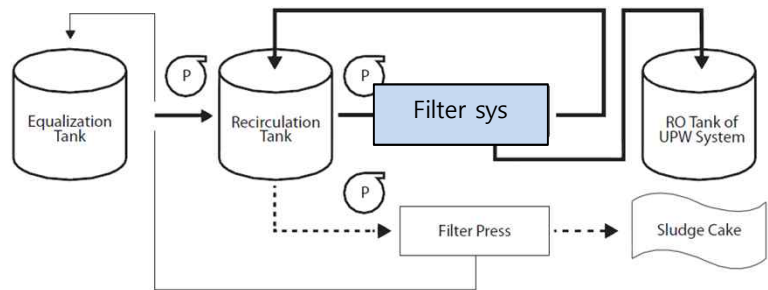 P
P
Equalization
Tank
Recirculation
Tank
Filter sys
RO Tank of
UPW System
P
Filter Press
Sludge Cake